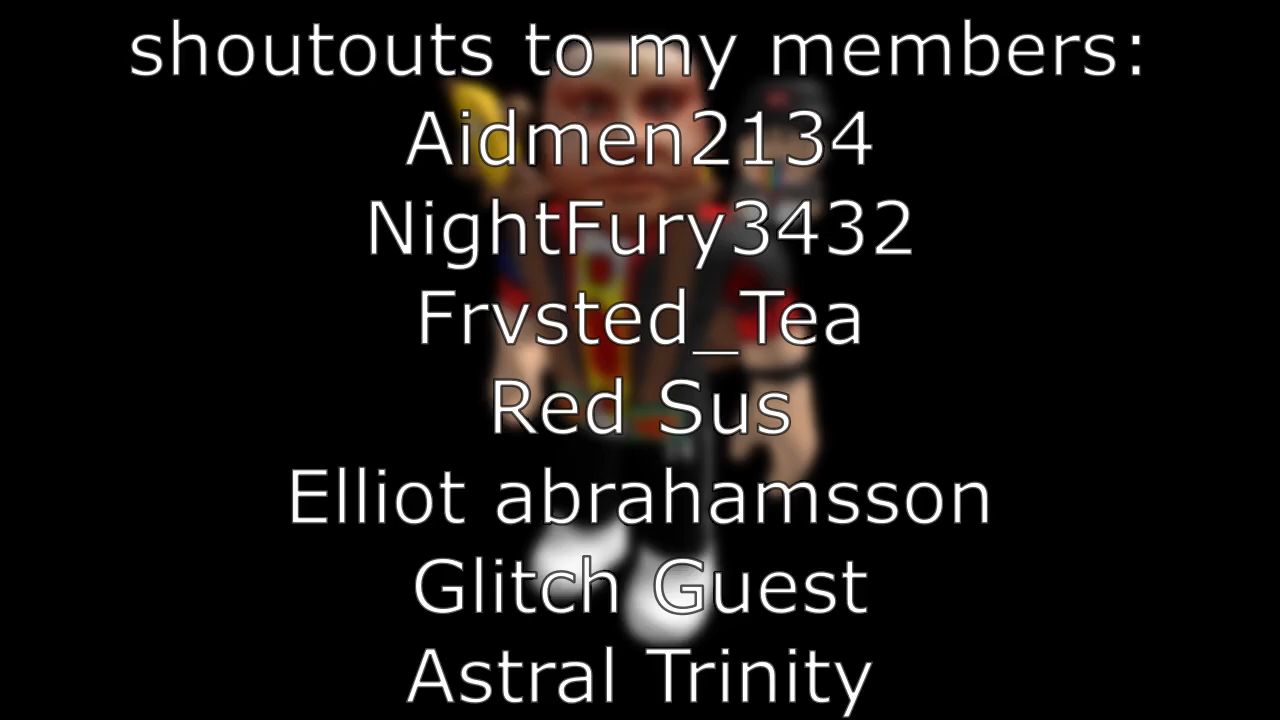 shoutouts to my members:
Aidmen2134
NightFury3432
Frvsted_Tea
Red Sus
Elliot abrahamsson
Glitch Guest
Astral Trinity